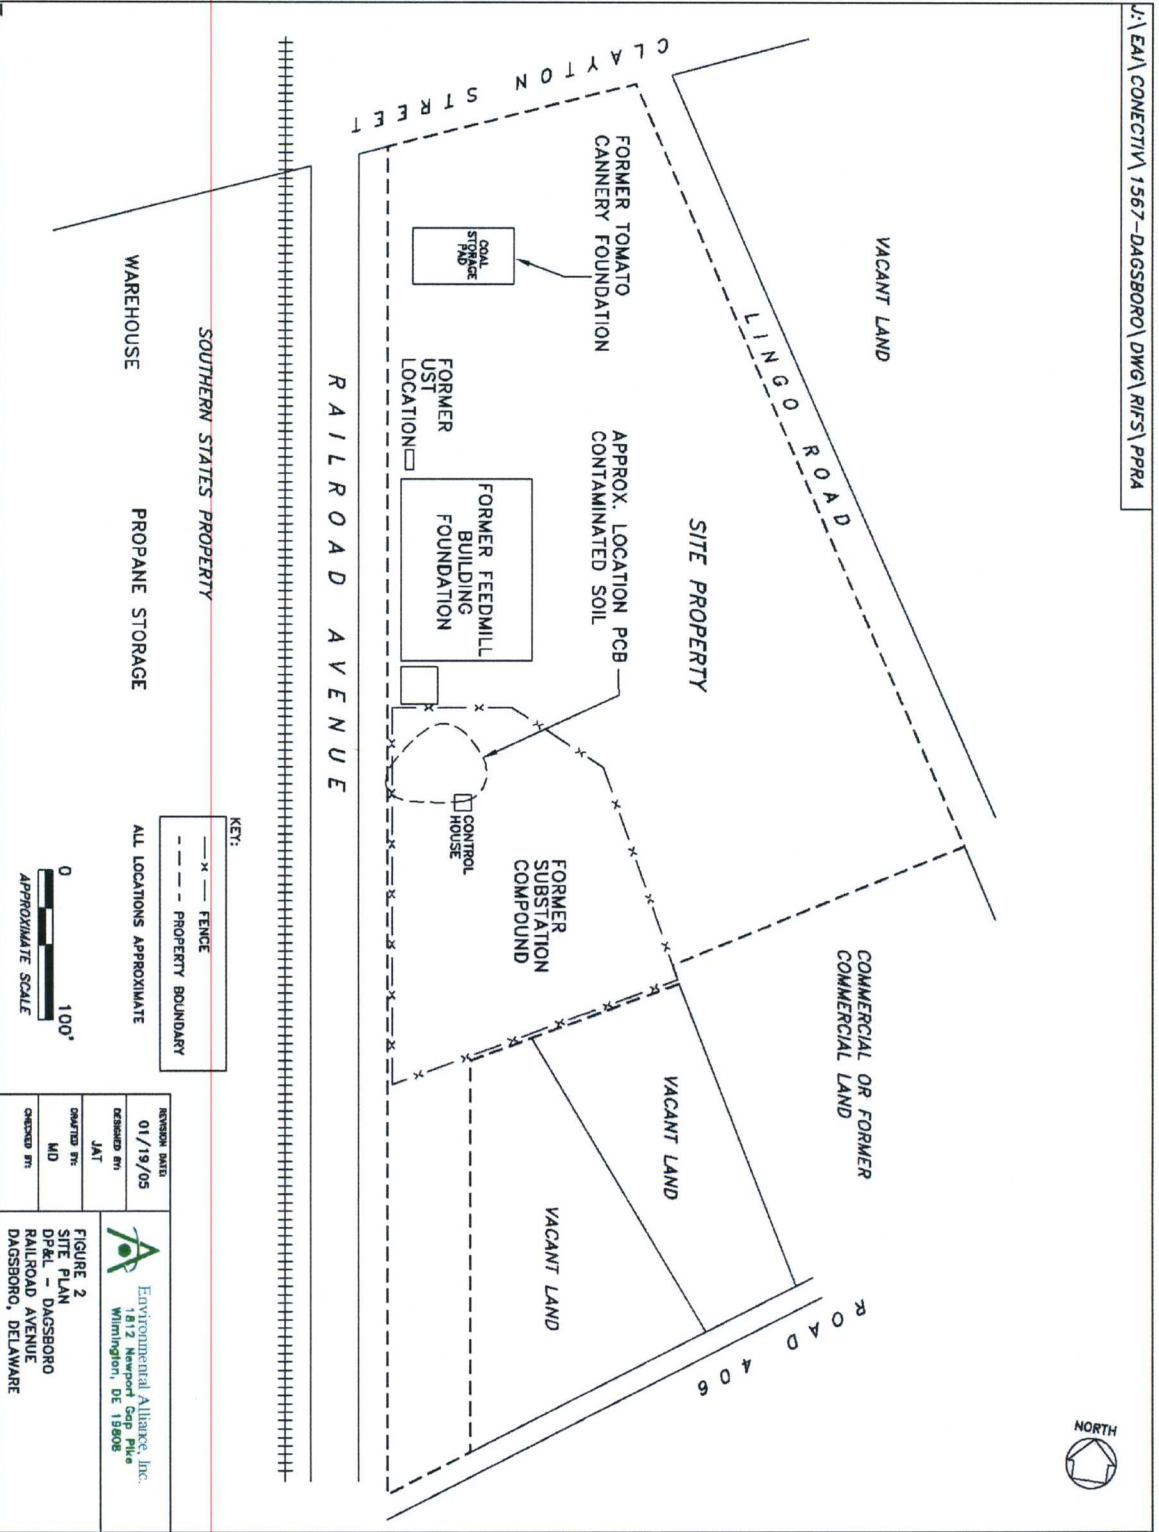 J:\EAI\CONECTIV\1567-DAGSBORO\DWG\RIFS\PPRA
NORTH
VACANT LAND
LINGO ROAD
CLAYTON STREET
COMMERCIAL OR FORMER
COMMERCIAL LAND
SITE PROPERTY
FORMER TOMATO
CANNERY FOUNDATION
COAL
STORAGE
PAD
APPROX. LOCATION PCB
CONTAMINATED SOIL
FORMER
UST
LOCATION
FORMER FEEDMILL
BUILDING
FOUNDATION
CONTROL
HOUSE
FORMER
SUBSTATION
COMPOUND
VACANT LAND
VACANT LAND
ROAD 406
RAILROAD AVENUE
SOUTHERN STATES PROPERTY
WAREHOUSE
PROPANE STORAGE
KEY:
—x— FENCE
---- PROPERTY BOUNDARY
ALL LOCATIONS APPROXIMATE
0 100'
APPROXIMATE SCALE
REVISION DATE:
01/19/05
DESIGNED BY:
JAT
DRAFTED BY:
MD
CHECKED BY:
Environmental Alliance, Inc.
1812 Newport Gap Pike
Wilmington, DE 19808
FIGURE 2
SITE PLAN
DP&L - DAGSBORO
RAILROAD AVENUE
DAGSBORO, DELAWARE